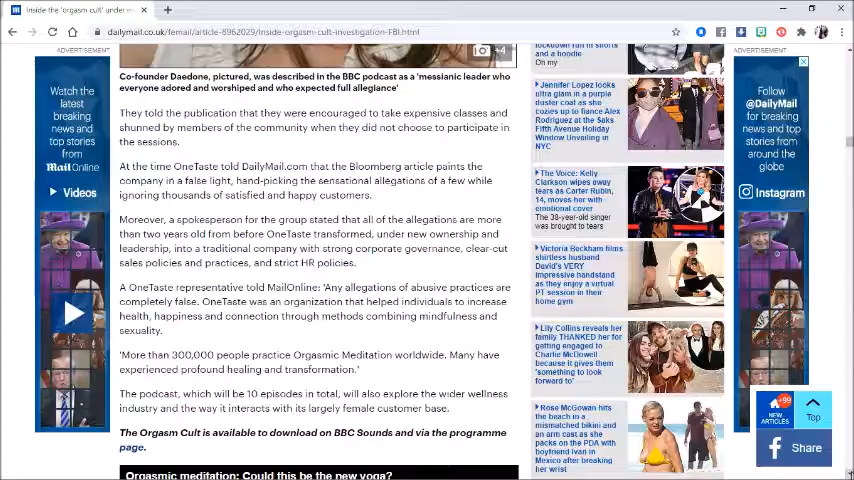 Inside the 'orgasm cult' under m
dailymail.co.uk/femail/article-8962029/Inside-orgasm-cult-investigation-FBI.html
ADVERTISEMENT
Watch the
latest
breaking
news and
top stories
from
Mail Online
Videos
Co-founder Daedone, pictured, was described in the BBC podcast as a 'messianic leader who
everyone adored and worshiped and who expected full allegiance'
They told the publication that they were encouraged to take expensive classes and
shunned by members of the community when they did not choose to participate in
the sessions.
At the time OneTaste told DailyMail.com that the Bloomberg article paints the
company in a false light, hand-picking the sensational allegations of a few while
ignoring thousands of satisfied and happy customers.
Moreover, a spokesperson for the group stated that all of the allegations are more
than two years old from before OneTaste transformed, under new ownership and
leadership, into a traditional company with strong corporate governance, clear-cut
sales policies and practices, and strict HR policies.
A OneTaste representative told MailOnline: 'Any allegations of abusive practices are
completely false. OneTaste was an organization that helped individuals to increase
health, happiness and connection through methods combining mindfulness and
sexuality.
'More than 300,000 people practice Orgasmic Meditation worldwide. Many have
experienced profound healing and transformation.'
The podcast, which will be 10 episodes in total, will also explore the wider wellness
industry and the way it interacts with its largely female customer base.
The Orgasm Cult is available to download on BBC Sounds and via the programme
page.
Orgasmic meditation: Could this be the new yoga?
lockdown run in shorts
and a hoodie
Oh my
Jennifer Lopez looks
ultra glam in a purple
duster coat as she
cozies up to fiance Alex
Rodriguez at the Saks
Fifth Avenue Holiday
Window Unveiling in
NYC
The Voice: Kelly
Clarkson wipes away
tears as Carter Rubin,
14, moves her with
emotional cover
The 38-year-old singer
was brought to tears
Victoria Beckham films
shirtless husband
David's VERY
impressive handstand
as they enjoy a virtual
PT session in their
home gym
Lily Collins reveals her
family THANKED her for
getting engaged to
Charlie McDowell
because it gives them
'something to look
forward to'
Rose McGowan hits
the beach in a
mismatched bikini and
an arm cast as she
packs on the PDA with
boyfriend Ivan in
Mexico after breaking
her wrist
ADVERTISEMENT
Follow
@DailyMail
for breaking
news and top
stories from
around the
globe
Instagram
+99
NEW
ARTICLES
Top
Share